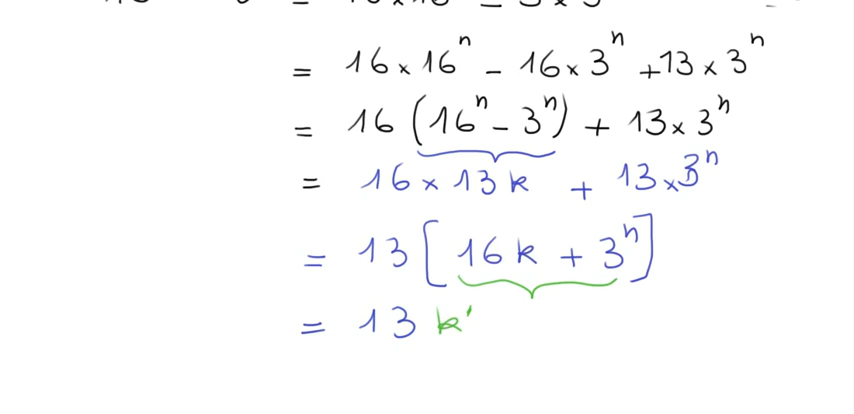 = 16 × 16ⁿ − 16 × 3ⁿ + 13 × 3ⁿ
= 16 (16ⁿ − 3ⁿ) + 13 × 3ⁿ
= 16 × 13 k + 13 × 3ⁿ
= 13 [16 k + 3ⁿ]
= 13 k'